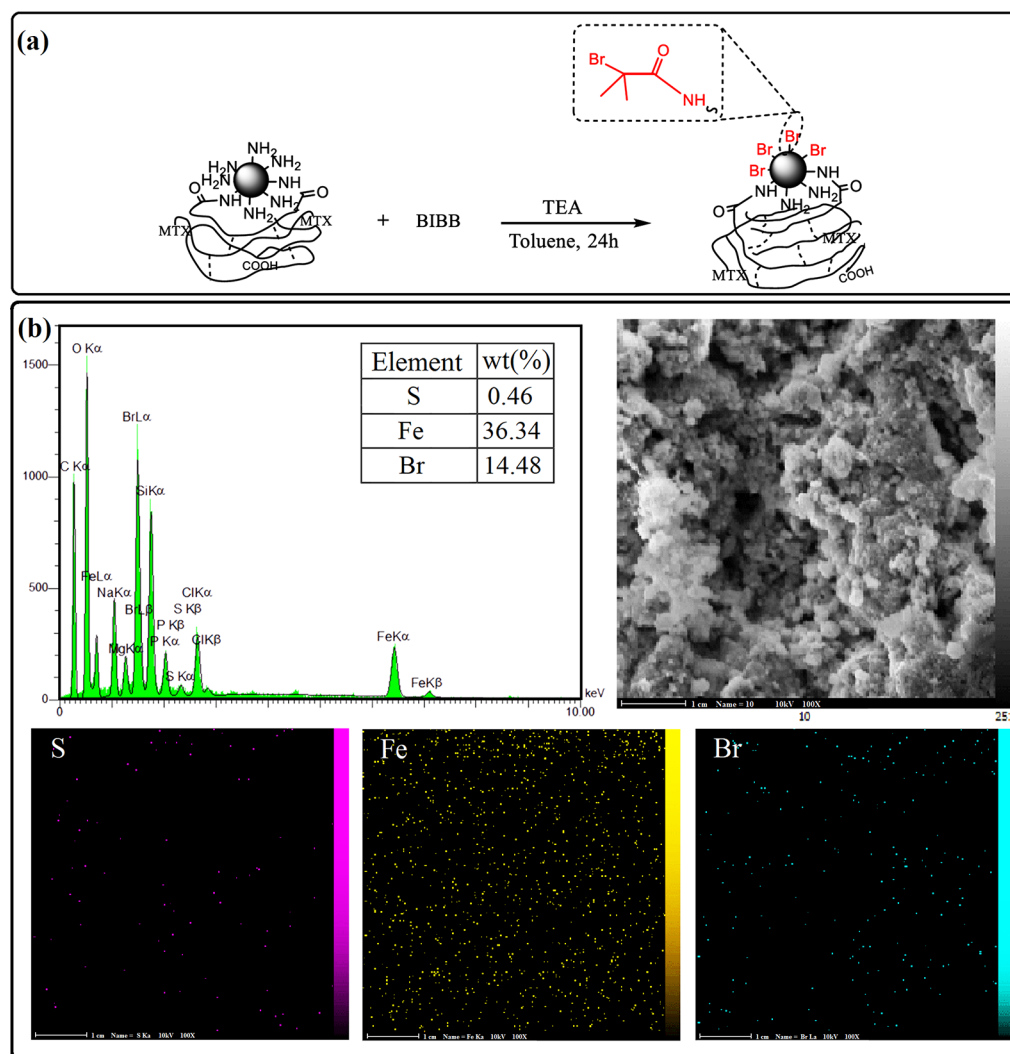 (a)
Br
O
NH
S
NH₂
H₂N
NH₂
H₂N
NH
O
O
NH
NH₂
NH₂
MTX
MTX
COOH
+
BIBB
TEA
Toluene, 24h
Br
Br
Br
Br
NH
NH
NH₂
NH₂
O
O
MTX
MTX
COOH
(b)
1500
1000
500
0
0
10.00
keV
O Kα
BrLα
C Kα
SiKα
FeLα
NaKα
ClKα
S Kβ
BrLβ
P Kβ
ClKβ
P Kα
MgKα
S Kα
FeKα
FeKβ
Element wt(%)
S 0.46
Fe 36.34
Br 14.48
1 cm Name = 10 10kV 100X
10
25:
S
1 cm Name = S Ka 10kV 100X
Fe
1 cm Name = Fe Ka 10kV 100X
Br
1 cm Name = Br La 10kV 100X